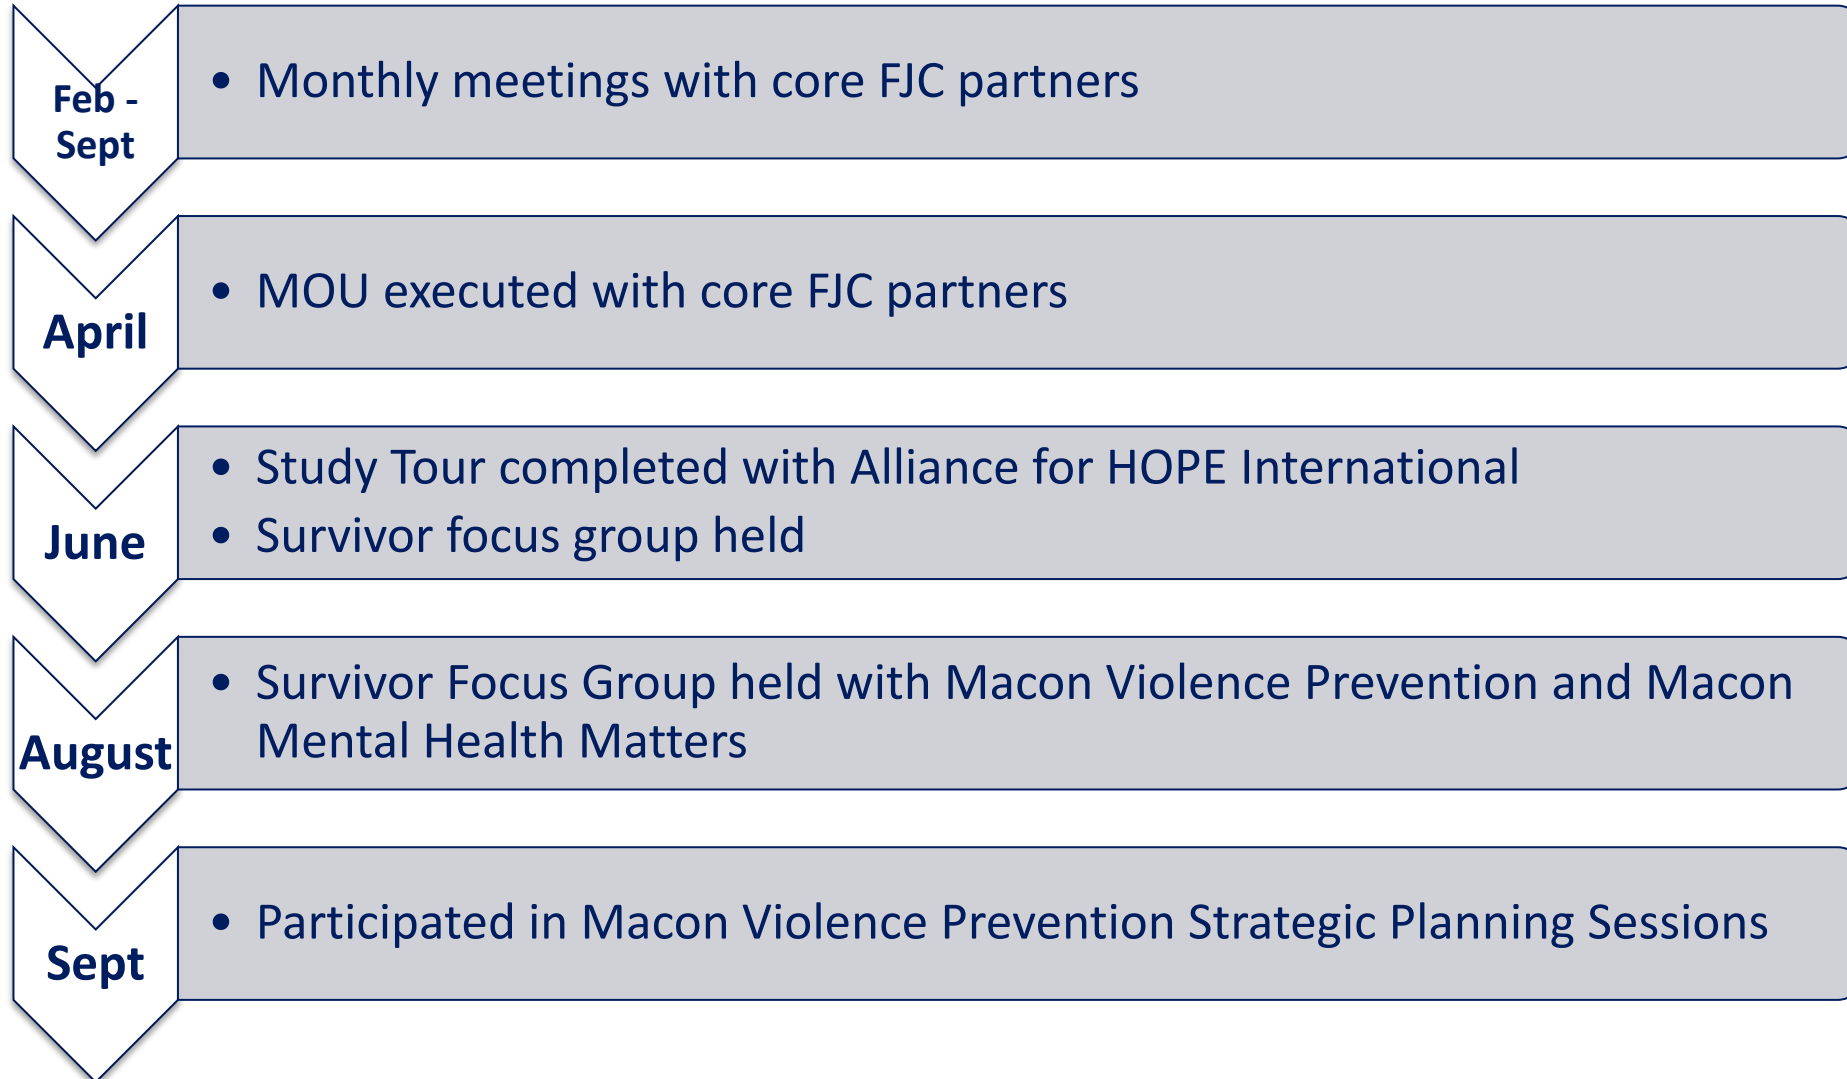 Feb -
Sept
• Monthly meetings with core FJC partners
April
• MOU executed with core FJC partners
June
• Study Tour completed with Alliance for HOPE International
• Survivor focus group held
August
• Survivor Focus Group held with Macon Violence Prevention and Macon
Mental Health Matters
Sept
• Participated in Macon Violence Prevention Strategic Planning Sessions